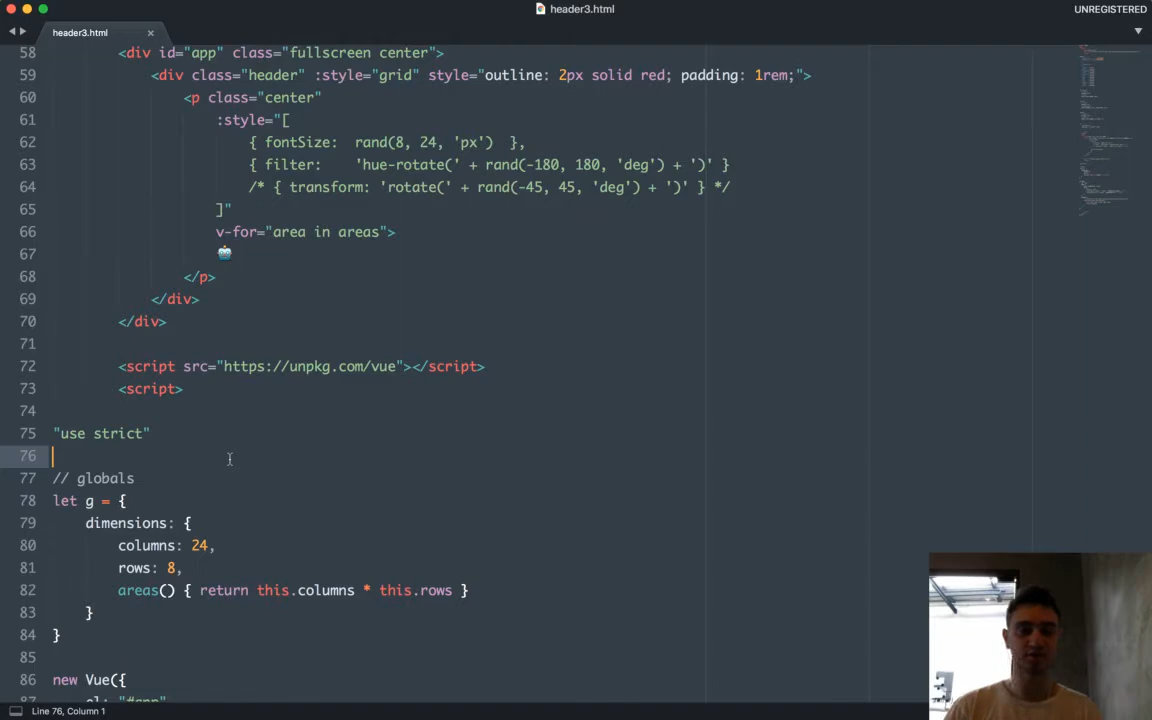 header3.html
UNREGISTERED
header3.html ×
58 <div id="app" class="fullscreen center">
59 <div class="header" :style="grid" style="outline: 2px solid red; padding: 1rem;">
60 <p class="center"
61 :style="[
62 { fontSize:  rand(8, 24, 'px')  },
63 { filter:    'hue-rotate(' + rand(-180, 180, 'deg') + ')' }
64 /* { transform: 'rotate(' + rand(-45, 45, 'deg') + ')' } */
65 ]"
66 v-for="area in areas">
67
68 </p>
69 </div>
70 </div>
71
72 <script src="https://unpkg.com/vue"></script>
73 <script>
74
75 "use strict"
76
77 // globals
78 let g = {
79 dimensions: {
80 columns: 24,
81 rows: 8,
82 areas() { return this.columns * this.rows }
83 }
84 }
85
86 new Vue({
87 el: "#app",
Line 76, Column 1